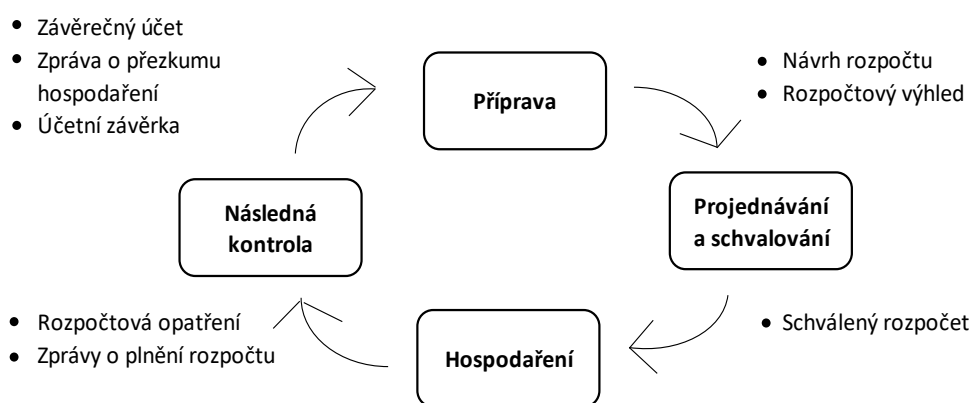 • Závěrečný účet
• Zpráva o přezkumu
hospodaření
• Účetní závěrka
Příprava
• Návrh rozpočtu
• Rozpočtový výhled
Následná
kontrola
Projednávání
a schvalování
• Rozpočtová opatření
• Zprávy o plnění rozpočtu
Hospodaření
• Schválený rozpočet